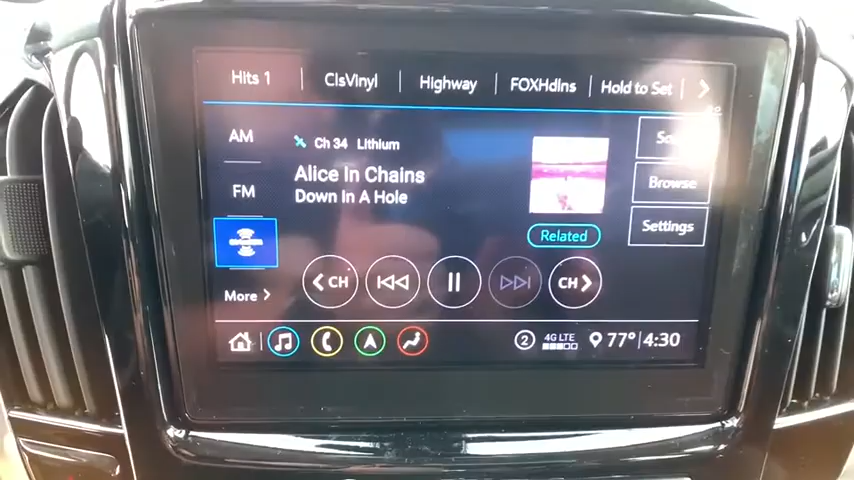 Hits 1 ClsVinyl Highway FOXHdlns Hold to Set
AM
Ch 34 Lithium
Alice In Chains
Down In A Hole
FM
Browse
Settings
Related
SiriusXM
More
CH
CH
2 4G LTE 77° 4:30